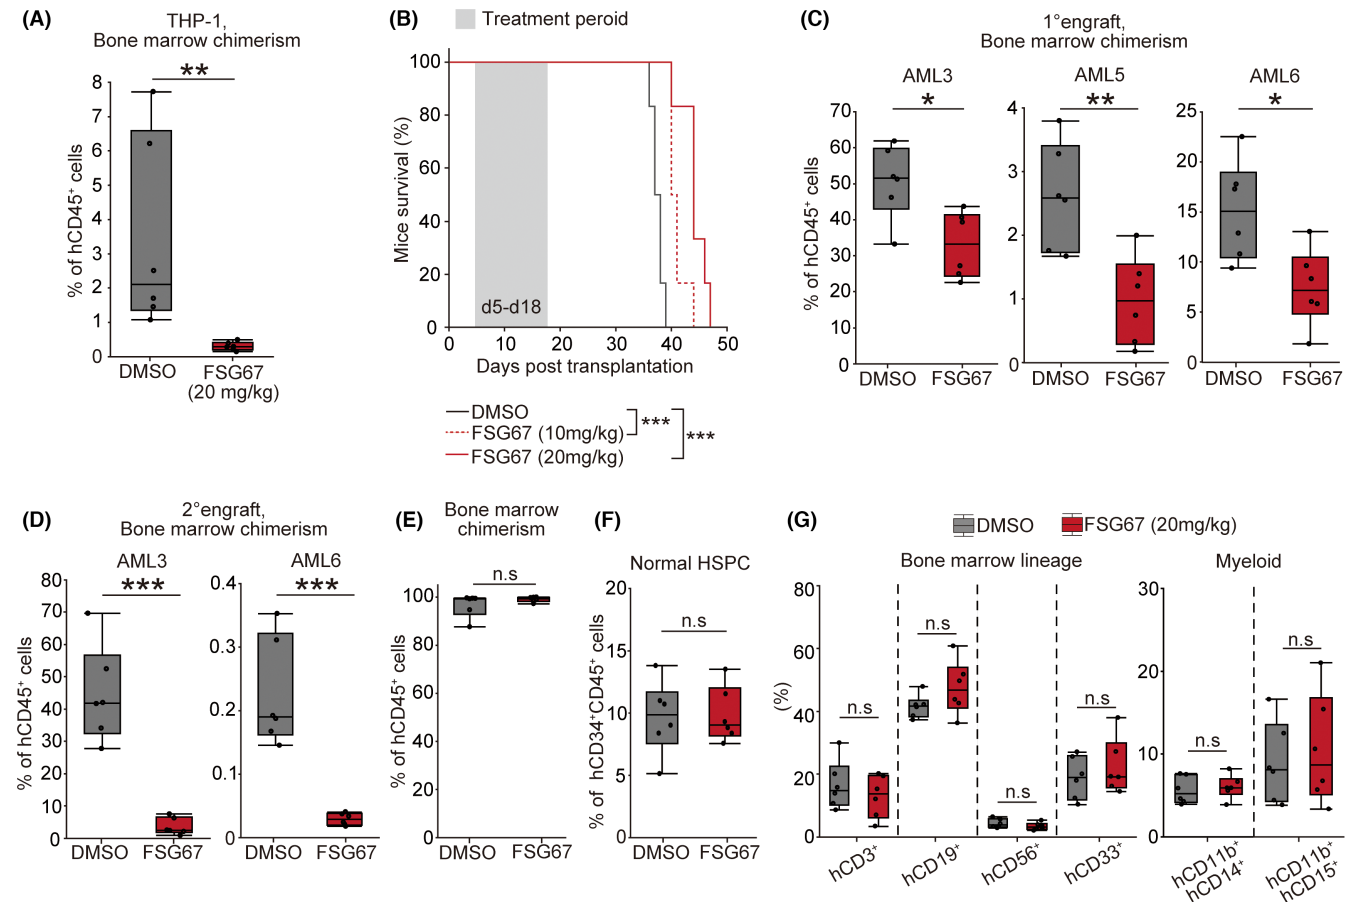 (A)
THP-1,
Bone marrow chimerism
**
% of hCD45⁺ cells
8
7
6
5
4
3
2
1
0
DMSO
FSG67
(20 mg/kg)
(B)
Treatment peroid
Mice survival (%)
100
80
60
40
20
0
d5-d18
0
10
20
30
40
50
Days post transplantation
DMSO
FSG67 (10mg/kg)
FSG67 (20mg/kg)
***
***
(C)
1°engraft,
Bone marrow chimerism
% of hCD45⁺ cells
AML3
*
70
60
50
40
30
20
10
0
DMSO
FSG67
AML5
**
4
3
2
1
0
DMSO
FSG67
AML6
*
25
20
15
10
5
0
DMSO
FSG67
(D)
2°engraft,
Bone marrow chimerism
% of hCD45⁺ cells
AML3
***
80
70
60
50
40
30
20
10
0
DMSO
FSG67
AML6
***
0.4
0.3
0.2
0.1
0
DMSO
FSG67
(E)
Bone marrow
chimerism
n.s
% of hCD45⁺ cells
100
80
60
40
20
0
DMSO
FSG67
(F)
Normal HSPC
n.s
% of hCD34⁺CD45⁺ cells
20
15
10
5
0
DMSO
FSG67
(G)
DMSO
FSG67 (20mg/kg)
Bone marrow lineage
(%)
80
60
40
20
0
n.s
n.s
n.s
n.s
hCD3⁺
hCD19⁺
hCD56⁺
hCD33⁺
Myeloid
30
20
10
0
n.s
n.s
hCD11b⁺
hCD14⁺
hCD11b⁺
hCD15⁺